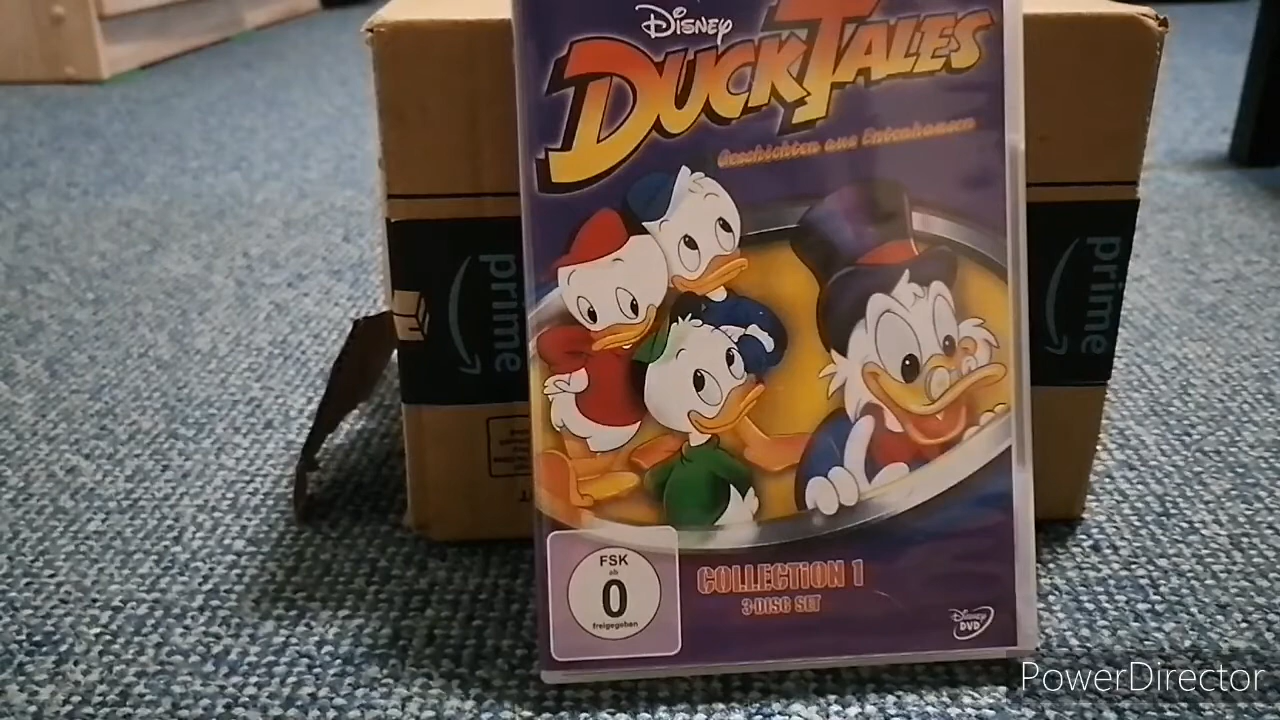 Disney
DUCKTALES
Geschichten aus Entenhausen
prime
prime
FSK
ab
0
freigegeben
COLLECTiON 1
3-DISC SET
Disney
DVD
PowerDirector